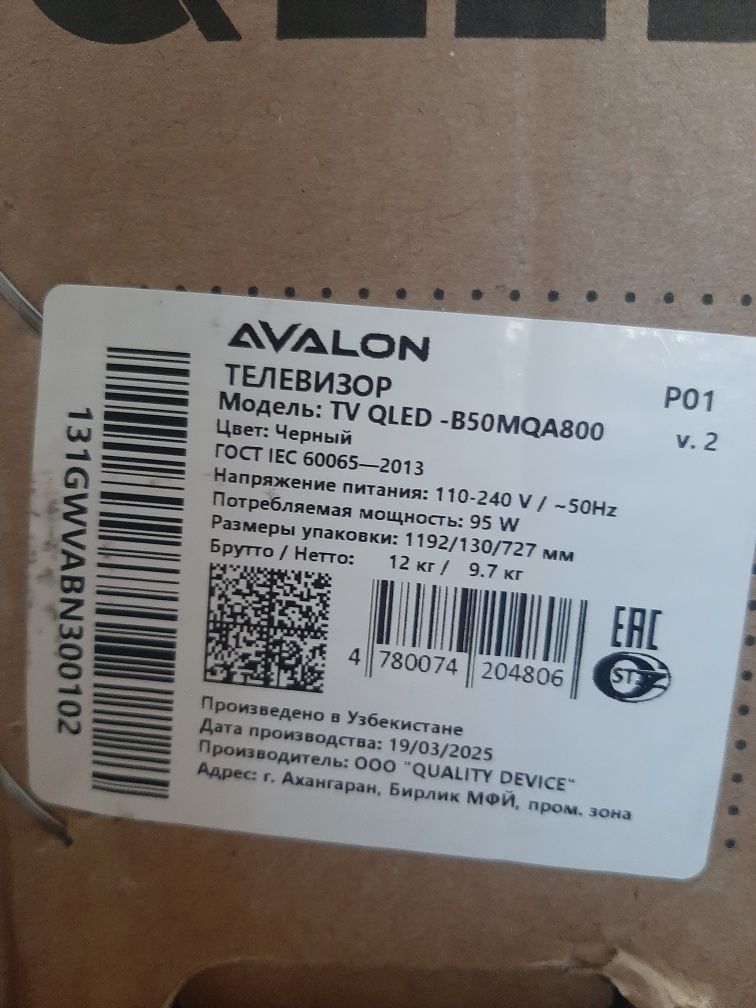 AVALON
ТЕЛЕВИЗОР
Модель: TV QLED -B50MQA800
P01
v. 2
Цвет: Черный
ГОСТ IEC 60065—2013
Напряжение питания: 110-240 V / ~50Hz
Потребляемая мощность: 95 W
Размеры упаковки: 1192/130/727 мм
Брутто / Нетто: 12 кг / 9.7 кг
4 780074 204806
EAC
ST
Произведено в Узбекистане
Дата производства: 19/03/2025
Производитель: ООО "QUALITY DEVICE"
Адрес: г. Ахангаран, Бирлик МФЙ, пром. зона
131GWVABN300102